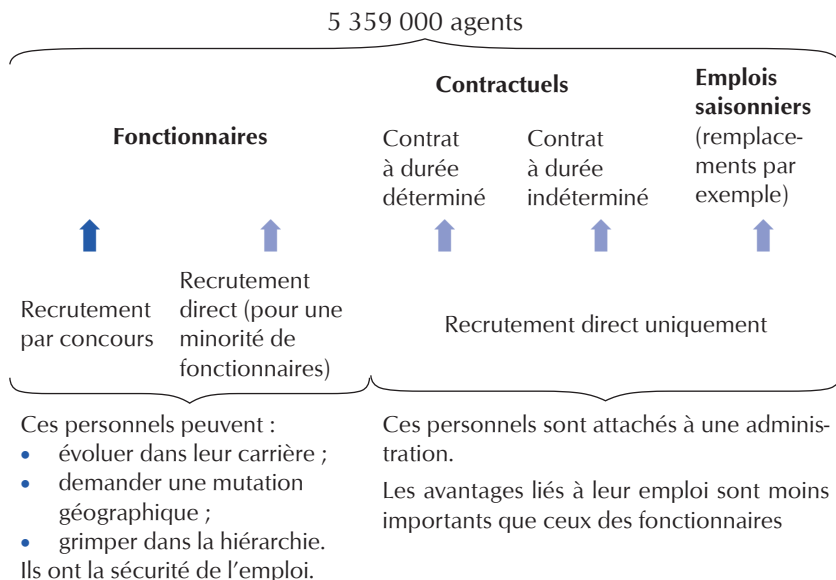 5 359 000 agents
Fonctionnaires
Contractuels
Contrat
à durée
déterminé
Contrat
à durée
indéterminé
Emplois
saisonniers
(remplace-
ments par
exemple)
Recrutement
par concours
Recrutement
direct (pour une
minorité de
fonctionnaires)
Recrutement direct uniquement
Ces personnels peuvent :
• évoluer dans leur carrière ;
• demander une mutation
géographique ;
• grimper dans la hiérarchie.
Ils ont la sécurité de l'emploi.
Ces personnels sont attachés à une adminis-
tration.
Les avantages liés à leur emploi sont moins
importants que ceux des fonctionnaires